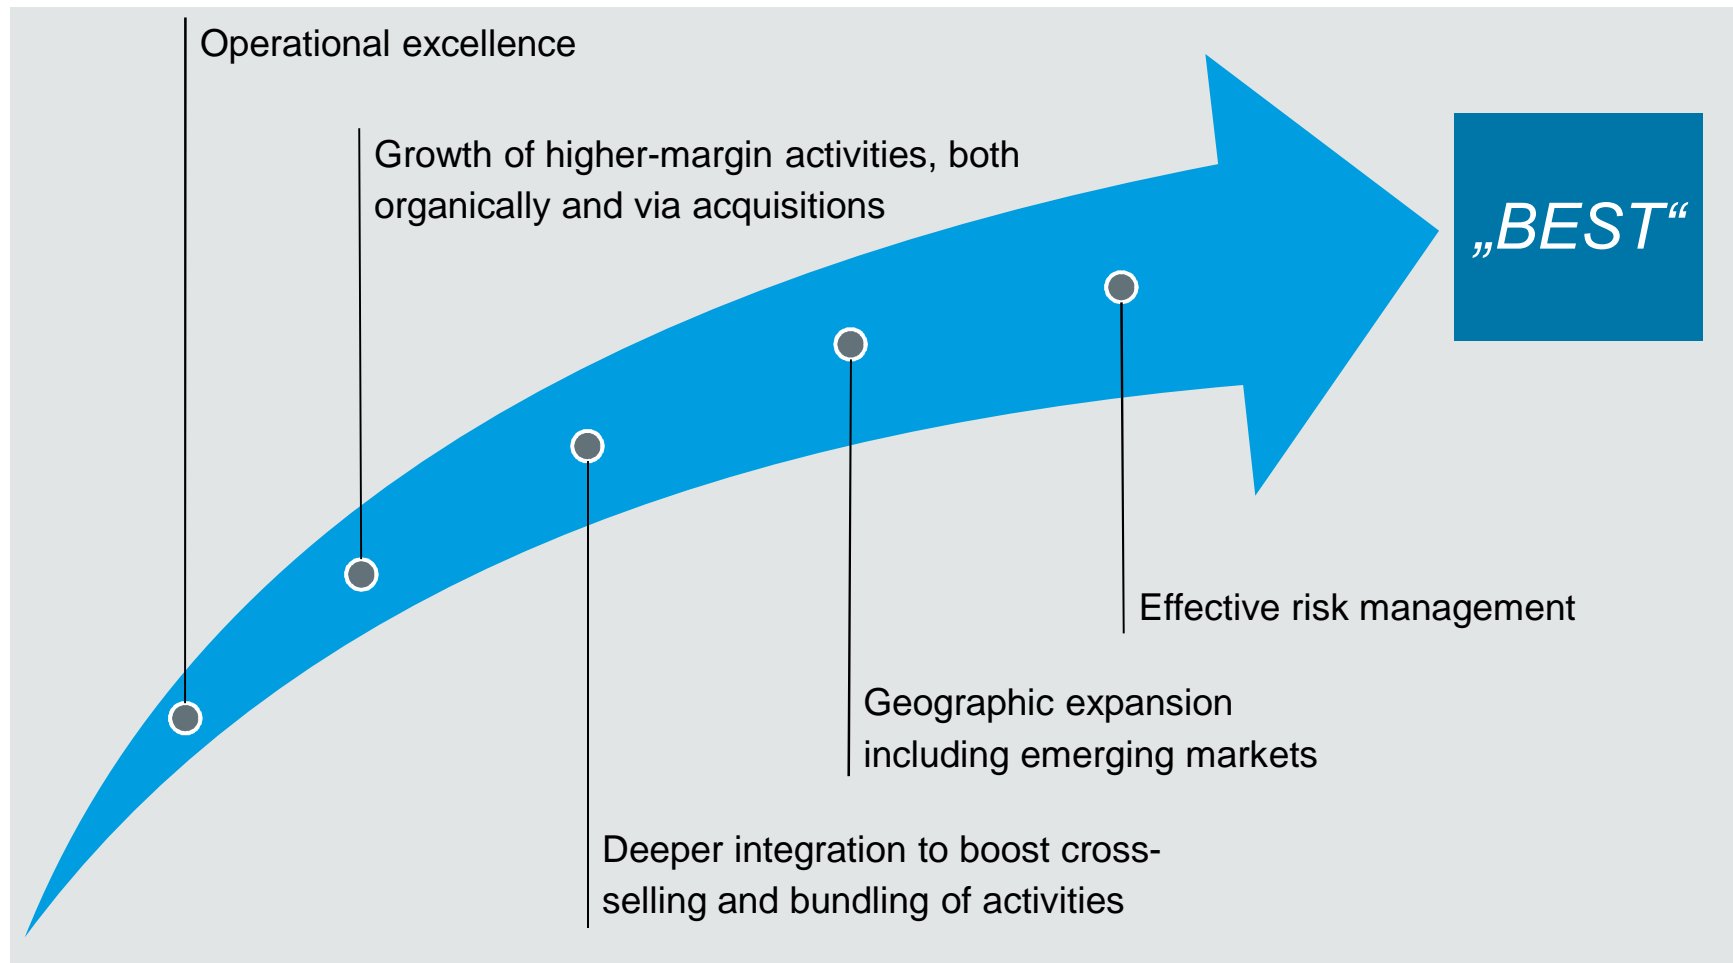 Operational excellence
Growth of higher-margin activities, both
organically and via acquisitions
„BEST“
Effective risk management
Geographic expansion
including emerging markets
Deeper integration to boost cross-
selling and bundling of activities